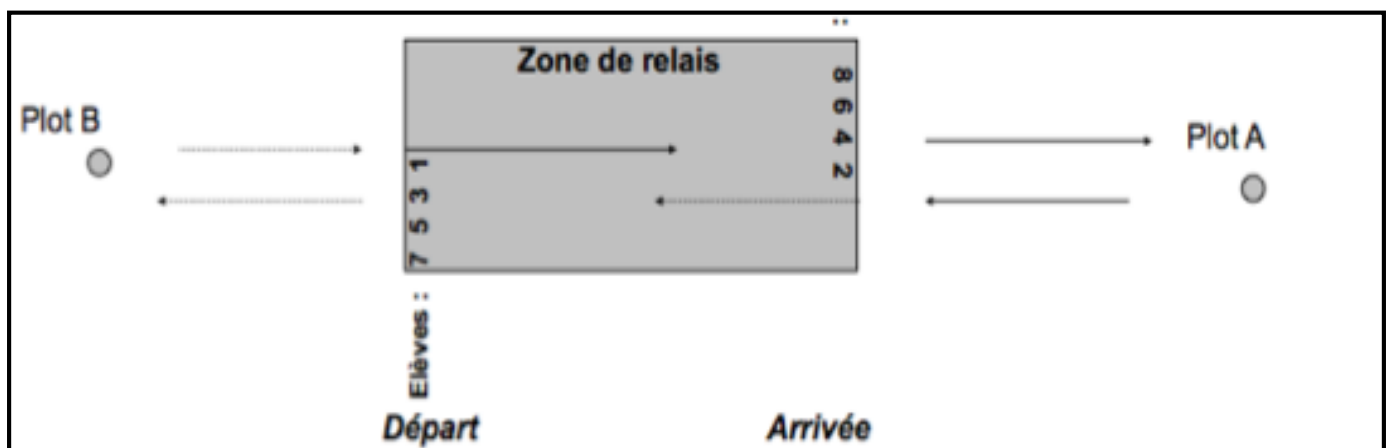 Zone de relais
Plot B
Plot A
8 6 4 2
1
3
5
7
Elèves :
:
Départ
Arrivée